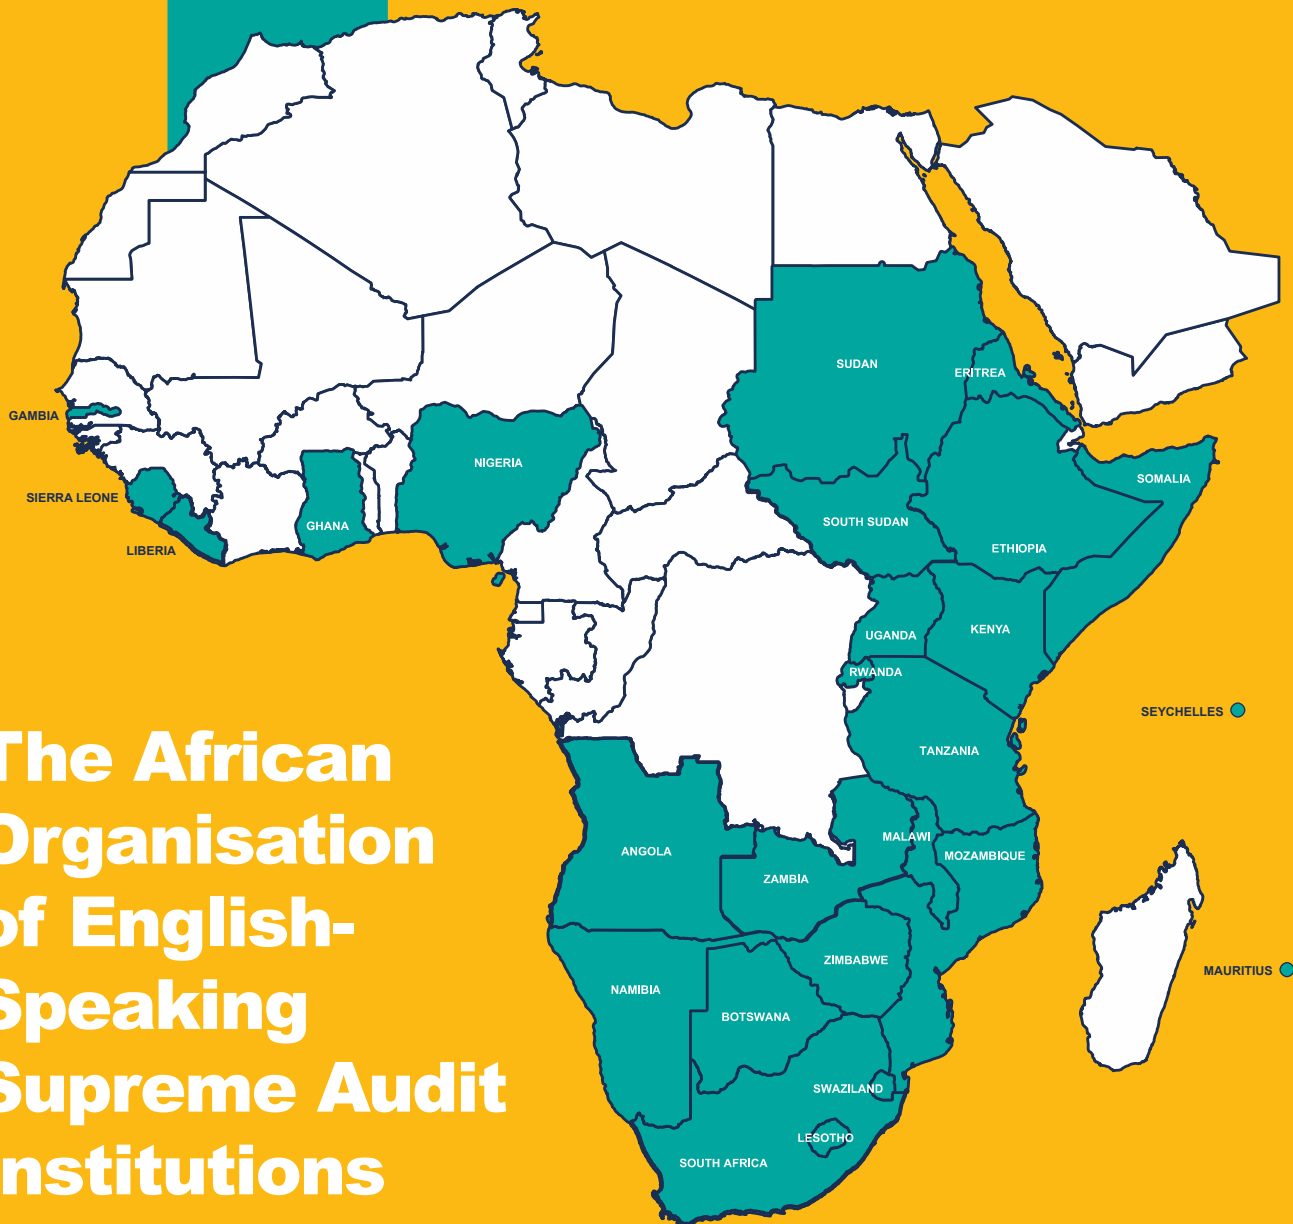 SUDAN
ERITREA
GAMBIA
NIGERIA
SOMALIA
SIERRA LEONE
GHANA
SOUTH SUDAN
LIBERIA
ETHIOPIA
UGANDA
KENYA
RWANDA
SEYCHELLES
TANZANIA
The African
Organisation
of English-
Speaking
Supreme Audit
Institutions
ANGOLA
MALAWI
MOZAMBIQUE
ZAMBIA
ZIMBABWE
MAURITIUS
NAMIBIA
BOTSWANA
SWAZILAND
LESOTHO
SOUTH AFRICA